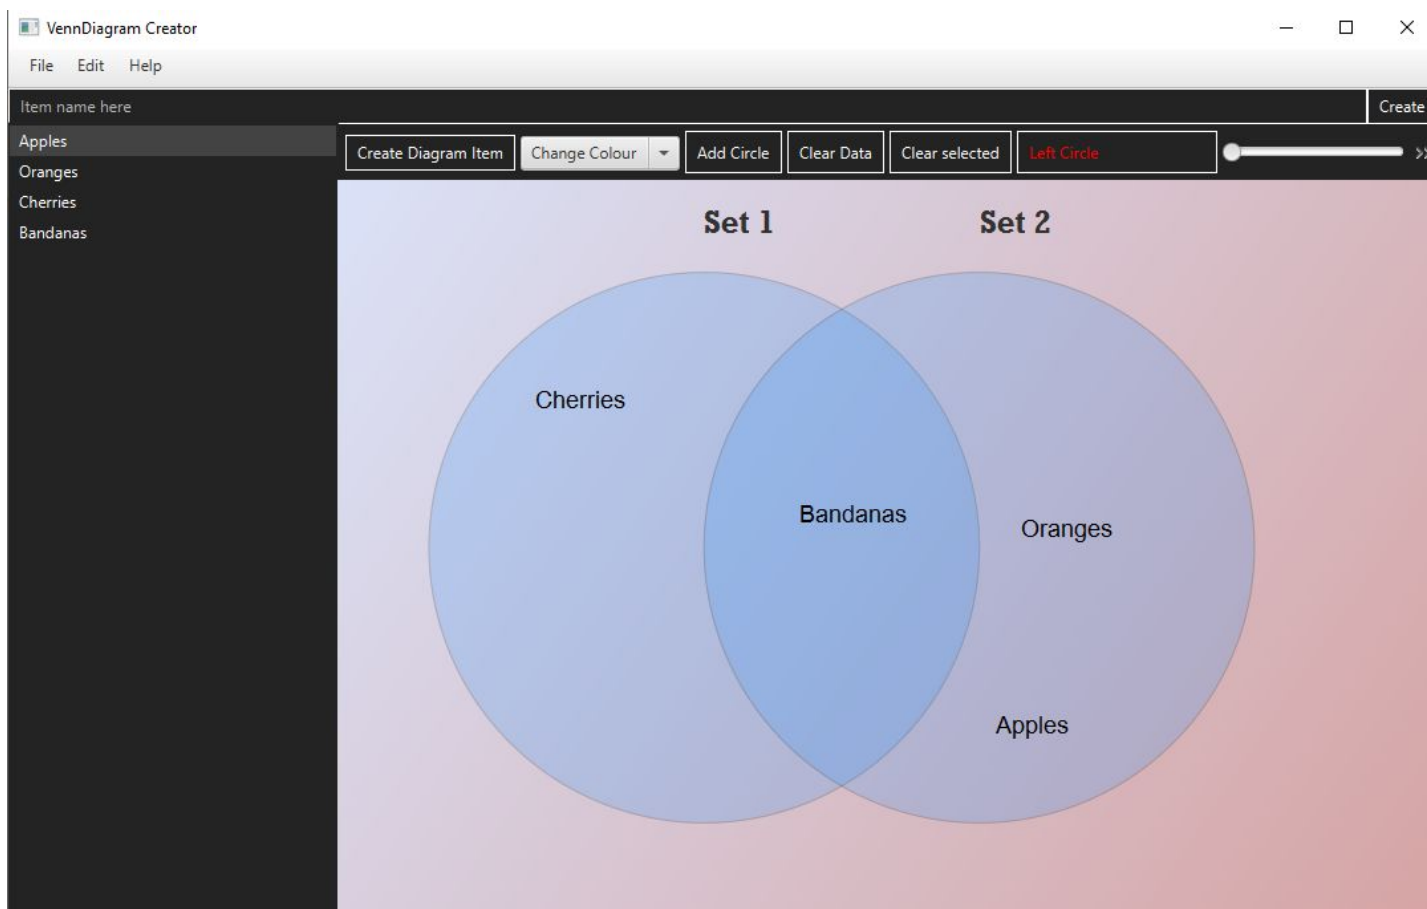 VennDiagram Creator
File Edit Help
Item name here Create
Apples
Oranges
Cherries
Bandanas
Create Diagram Item Change Colour Add Circle Clear Data Clear selected Left Circle
Set 1 Set 2
Cherries
Bandanas
Oranges
Apples